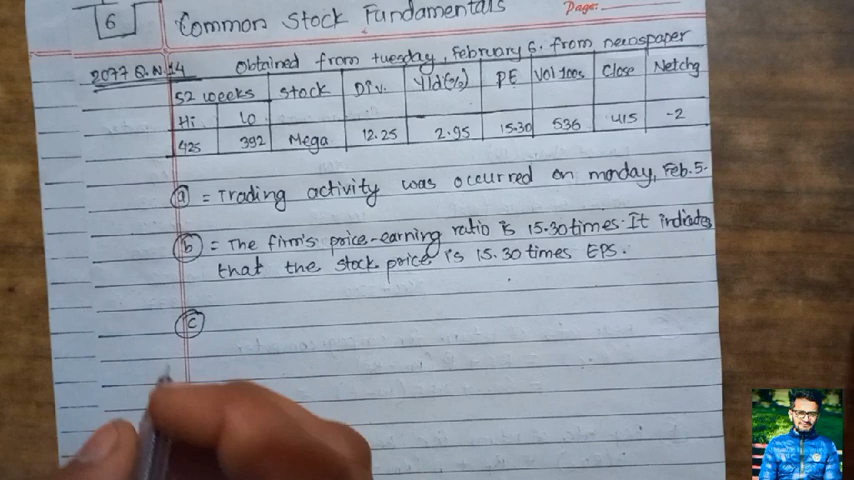 6 Common Stock Fundamentals Page:
2077 Q.N.14 Obtained from tuesday, February 6. from newspaper
52 weeks Stock Div. Yld(%) PE Vol 100s Close Netchg
Hi Lo
425 392 Mega 12.25 2.95 15.30 536 415 -2
(a) = Trading activity was occurred on monday, Feb.5.
(b) = The firm's price-earning ratio is 15.30 times. It indicates
that the stock price is 15.30 times EPS.
(c)